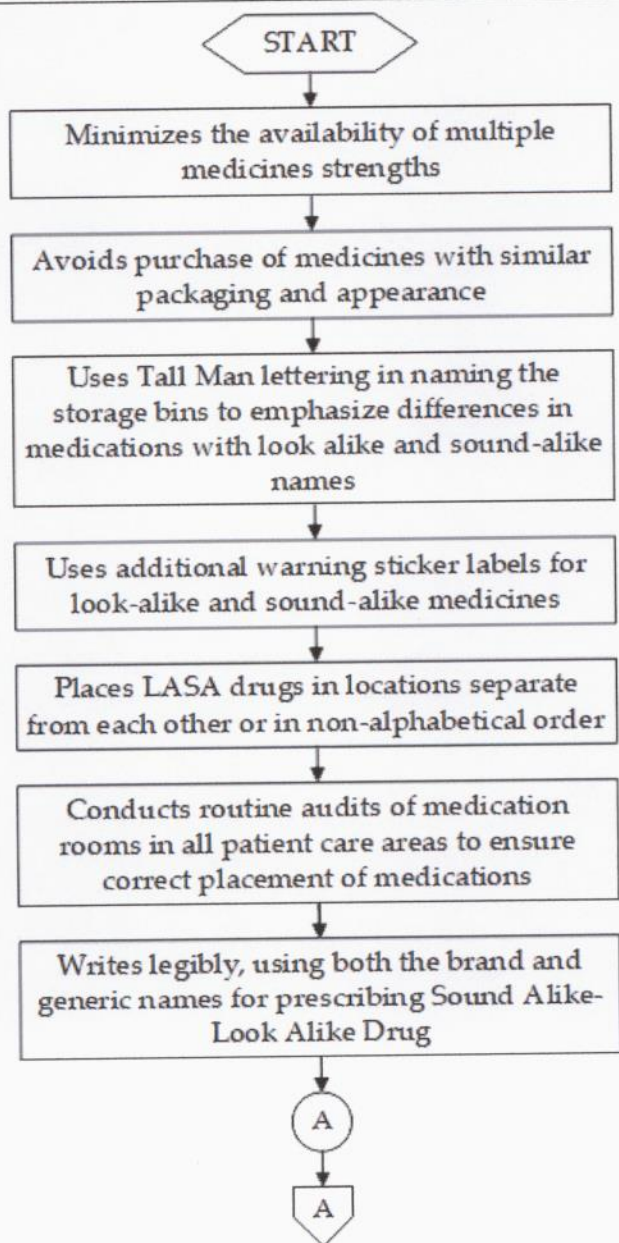 START
Minimizes the availability of multiple
medicines strengths
Avoids purchase of medicines with similar
packaging and appearance
Uses Tall Man lettering in naming the
storage bins to emphasize differences in
medications with look alike and sound-alike
names
Uses additional warning sticker labels for
look-alike and sound-alike medicines
Places LASA drugs in locations separate
from each other or in non-alphabetical order
Conducts routine audits of medication
rooms in all patient care areas to ensure
correct placement of medications
Writes legibly, using both the brand and
generic names for prescribing Sound Alike-
Look Alike Drug
A
A